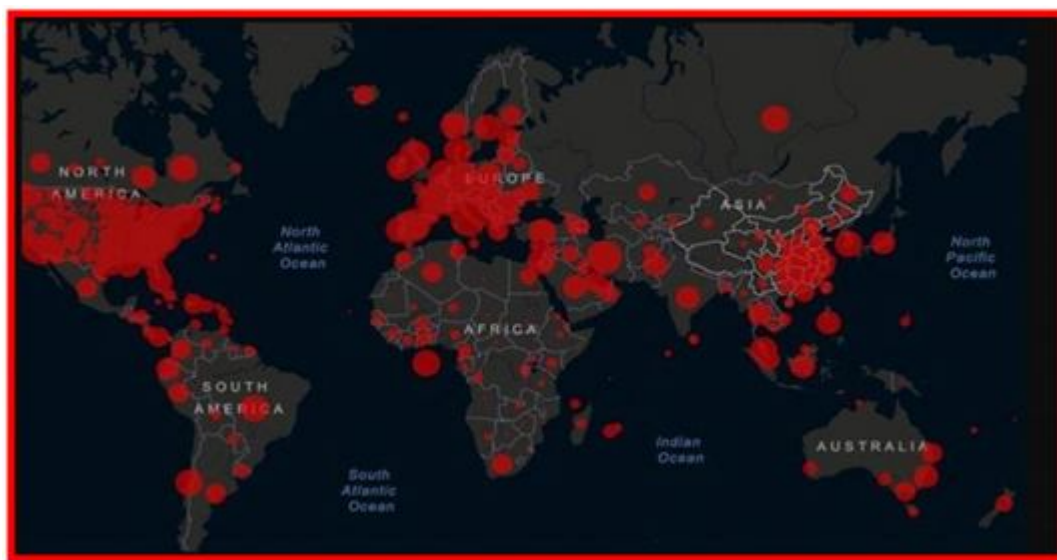 NORTH
AMERICA
EUROPE
ASIA
North
Atlantic
Ocean
North
Pacific
Ocean
AFRICA
SOUTH
AMERICA
AUSTRALIA
Indian
Ocean
South
Atlantic
Ocean